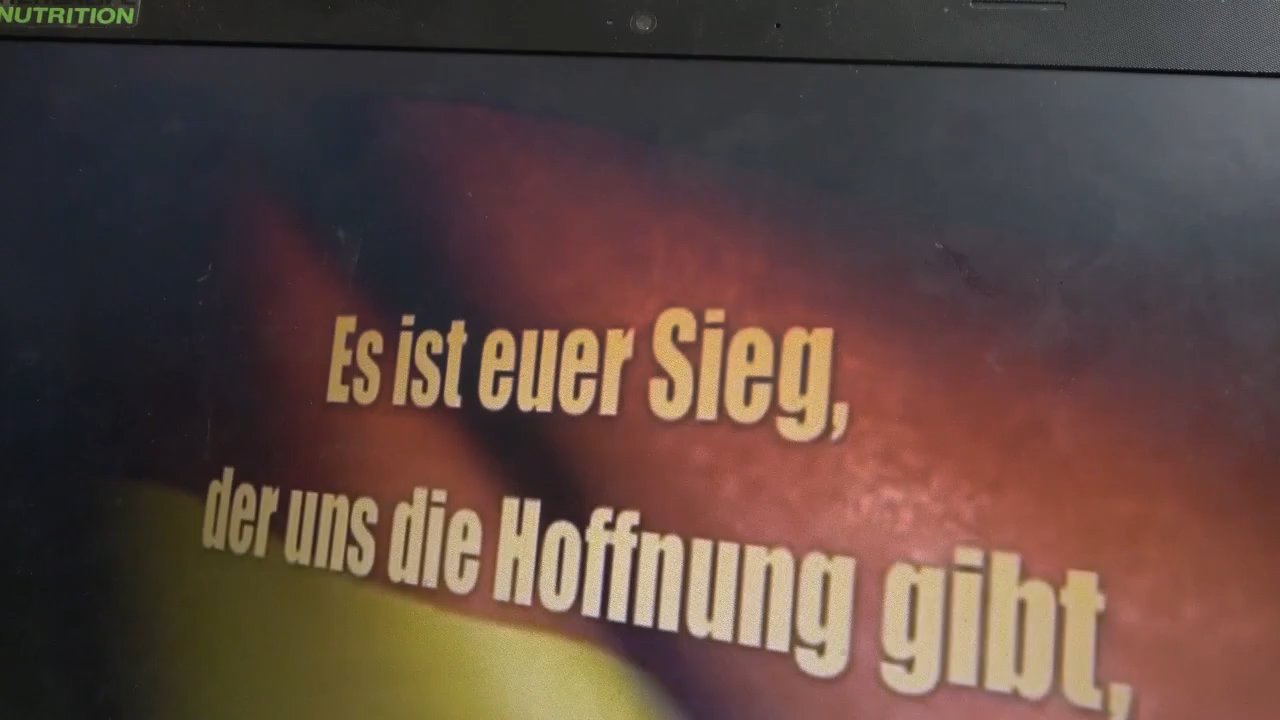 NUTRITION
Es ist euer Sieg,
der uns die Hoffnung gibt,